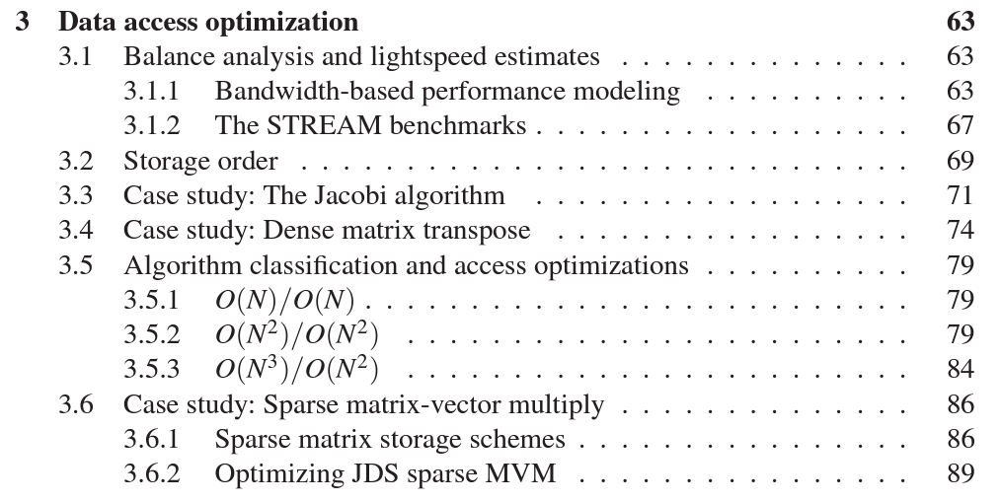 3 Data access optimization 63
3.1 Balance analysis and lightspeed estimates . . . . . . . . . . . . . . 63
3.1.1 Bandwidth-based performance modeling . . . . . . . . . . 63
3.1.2 The STREAM benchmarks . . . . . . . . . . . . . . . . . . 67
3.2 Storage order . . . . . . . . . . . . . . . . . . . . . . . . . . . . . 69
3.3 Case study: The Jacobi algorithm . . . . . . . . . . . . . . . . . . 71
3.4 Case study: Dense matrix transpose . . . . . . . . . . . . . . . . . 74
3.5 Algorithm classification and access optimizations . . . . . . . . . . 79
3.5.1 O(N)/O(N) . . . . . . . . . . . . . . . . . . . . . . . . . . 79
3.5.2 O(N²)/O(N²) . . . . . . . . . . . . . . . . . . . . . . . . 79
3.5.3 O(N³)/O(N²) . . . . . . . . . . . . . . . . . . . . . . . . 84
3.6 Case study: Sparse matrix-vector multiply . . . . . . . . . . . . . . 86
3.6.1 Sparse matrix storage schemes . . . . . . . . . . . . . . . . 86
3.6.2 Optimizing JDS sparse MVM . . . . . . . . . . . . . . . . 89